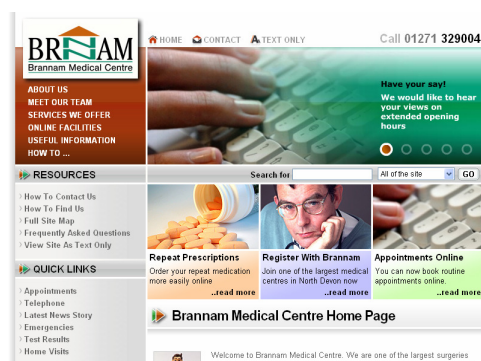 BRNAM
Brannam Medical Centre
HOME
CONTACT
TEXT ONLY
Call 01271 329004
ABOUT US
MEET OUR TEAM
SERVICES WE OFFER
ONLINE FACILITIES
USEFUL INFORMATION
HOW TO ...
Have your say!
We would like to hear
your views on
extended opening
hours
RESOURCES
How To Contact Us
How To Find Us
Full Site Map
Frequently Asked Questions
View Site As Text Only
QUICK LINKS
Appointments
Telephone
Latest News Story
Emergencies
Test Results
Home Visits
Search for
All of the site
GO
Repeat Prescriptions
Order your repeat medication
more easily online
..read more
Register With Brannam
Join one of the largest medical
centres in North Devon now
..read more
Appointments Online
You can now book routine
appointments online.
..read more
Brannam Medical Centre Home Page
Welcome to Brannam Medical Centre. We are one of the largest surgeries